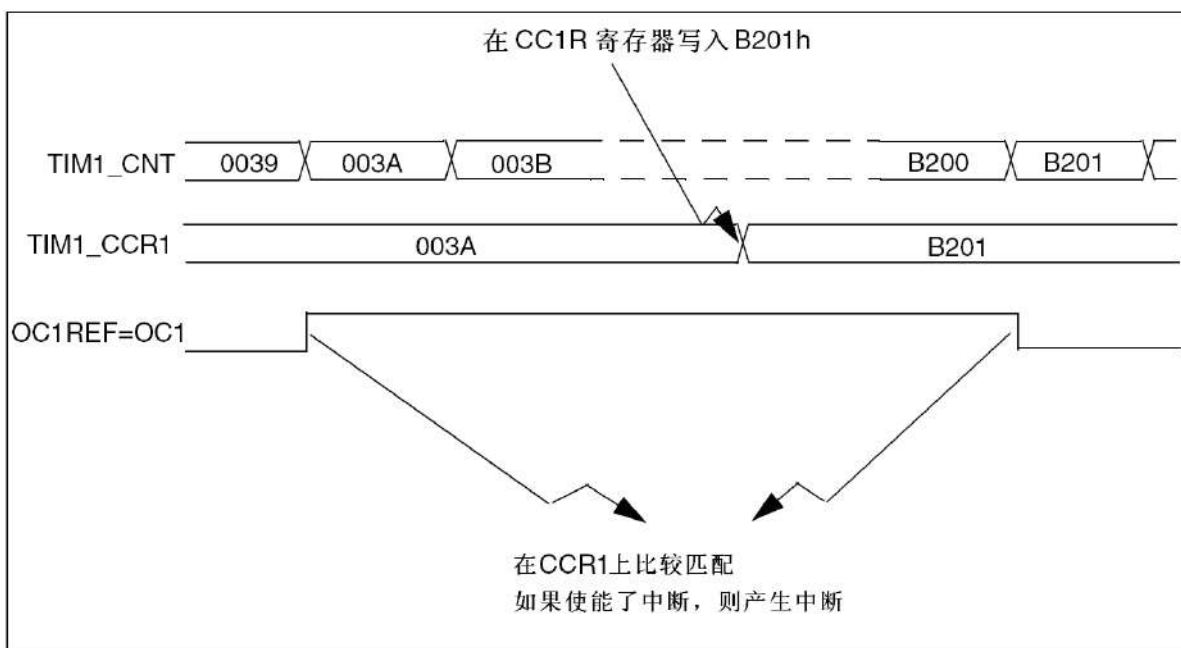 在 CC1R 寄存器写入 B201h
TIM1_CNT 0039 003A 003B B200 B201
TIM1_CCR1 003A B201
OC1REF=OC1
在CCR1上比较匹配
如果使能了中断，则产生中断